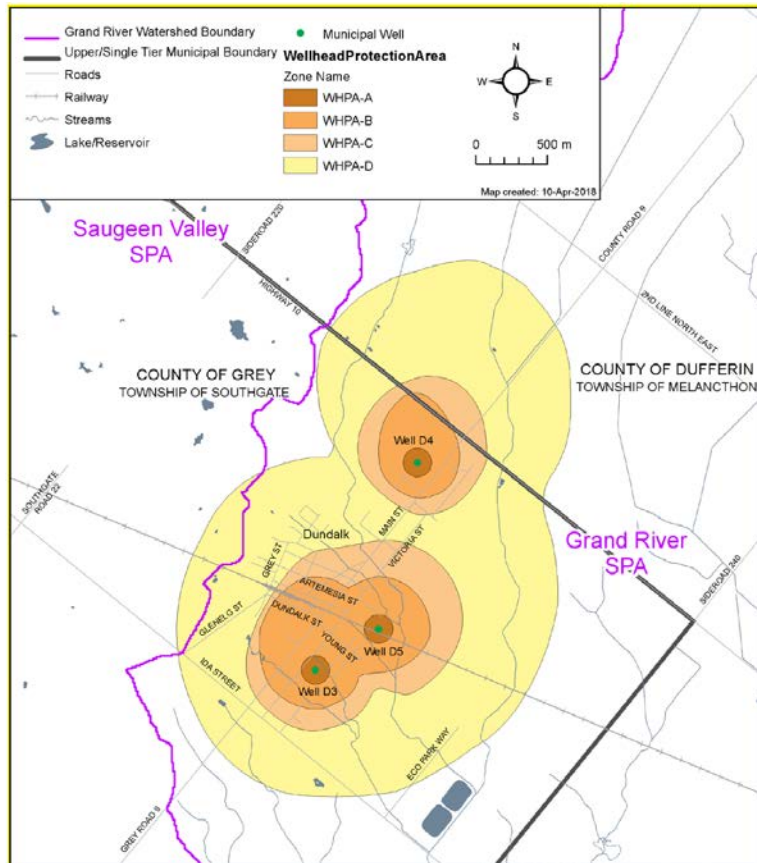 Grand River Watershed Boundary
Upper/Single Tier Municipal Boundary
Roads
Railway
Streams
Lake/Reservoir
Municipal Well
WellheadProtectionArea
Zone Name
WHPA-A
WHPA-B
WHPA-C
WHPA-D
N
W
E
S
0
500 m
Map created: 10-Apr-2018
Saugeen Valley
SPA
SIDEROAD 220
HIGHWAY 10
COUNTY ROAD 9
2ND LINE NORTH EAST
COUNTY OF GREY
TOWNSHIP OF SOUTHGATE
COUNTY OF DUFFERIN
TOWNSHIP OF MELANCTHON
Well D4
SOUTHGATE
ROAD 22
Dundalk
MAIN ST
VICTORIA ST
GREY ST
Grand River
SPA
SIDEROAD 240
ARTEMESIA ST
GLENELG ST
DUNDALK ST
YOUNG ST
Well D5
IDA STREET
Well D3
ECO PARK WAY
GREY ROAD 9